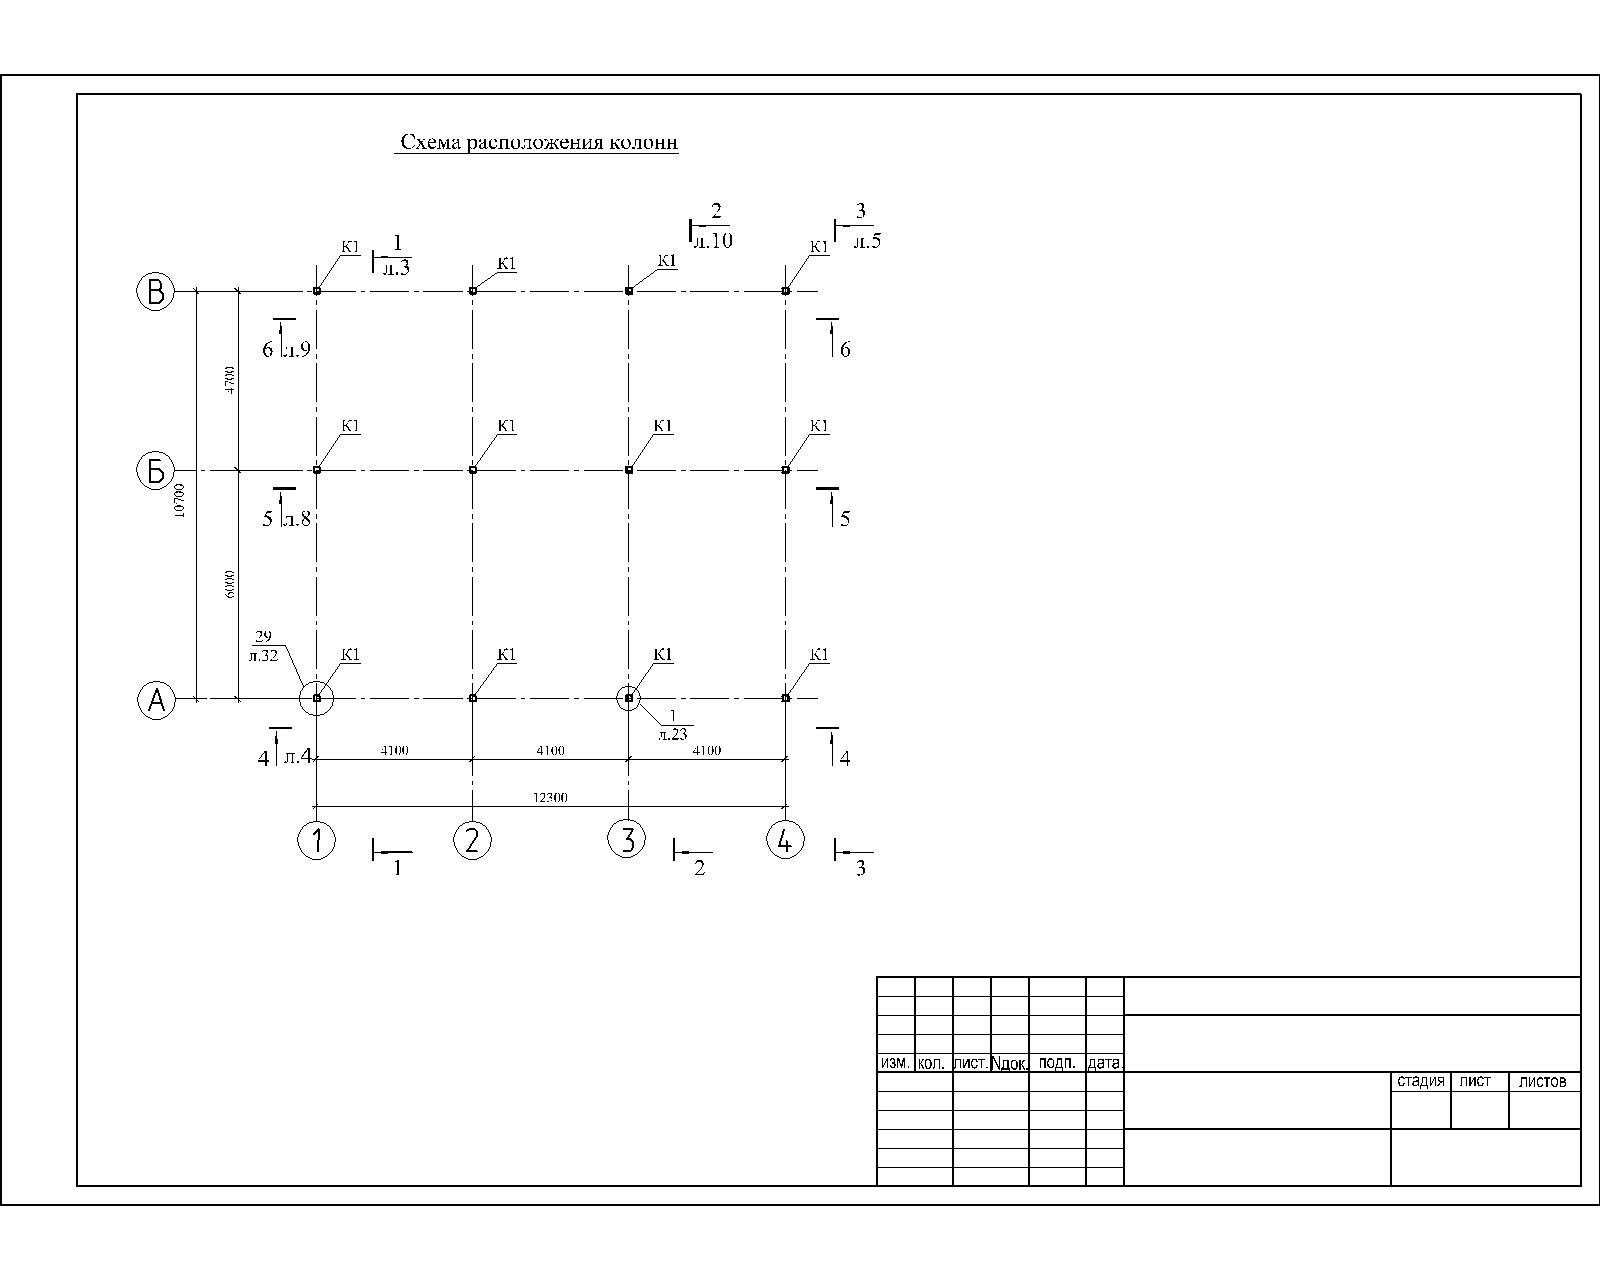 Схема расположения колонн
2
3
1
л.10
л.5
К1
К1
К1
К1
л.3
В
6 л.9
6
4700
К1
К1
К1
К1
Б
10700
5 л.8
5
6000
29
л.32
К1
К1
К1
К1
А
1
л.23
4 л.4
4100
4100
4100
4
12300
1
2
3
4
1
2
3
изм. кол. лист. Nдок. подп. дата
стадия лист листов